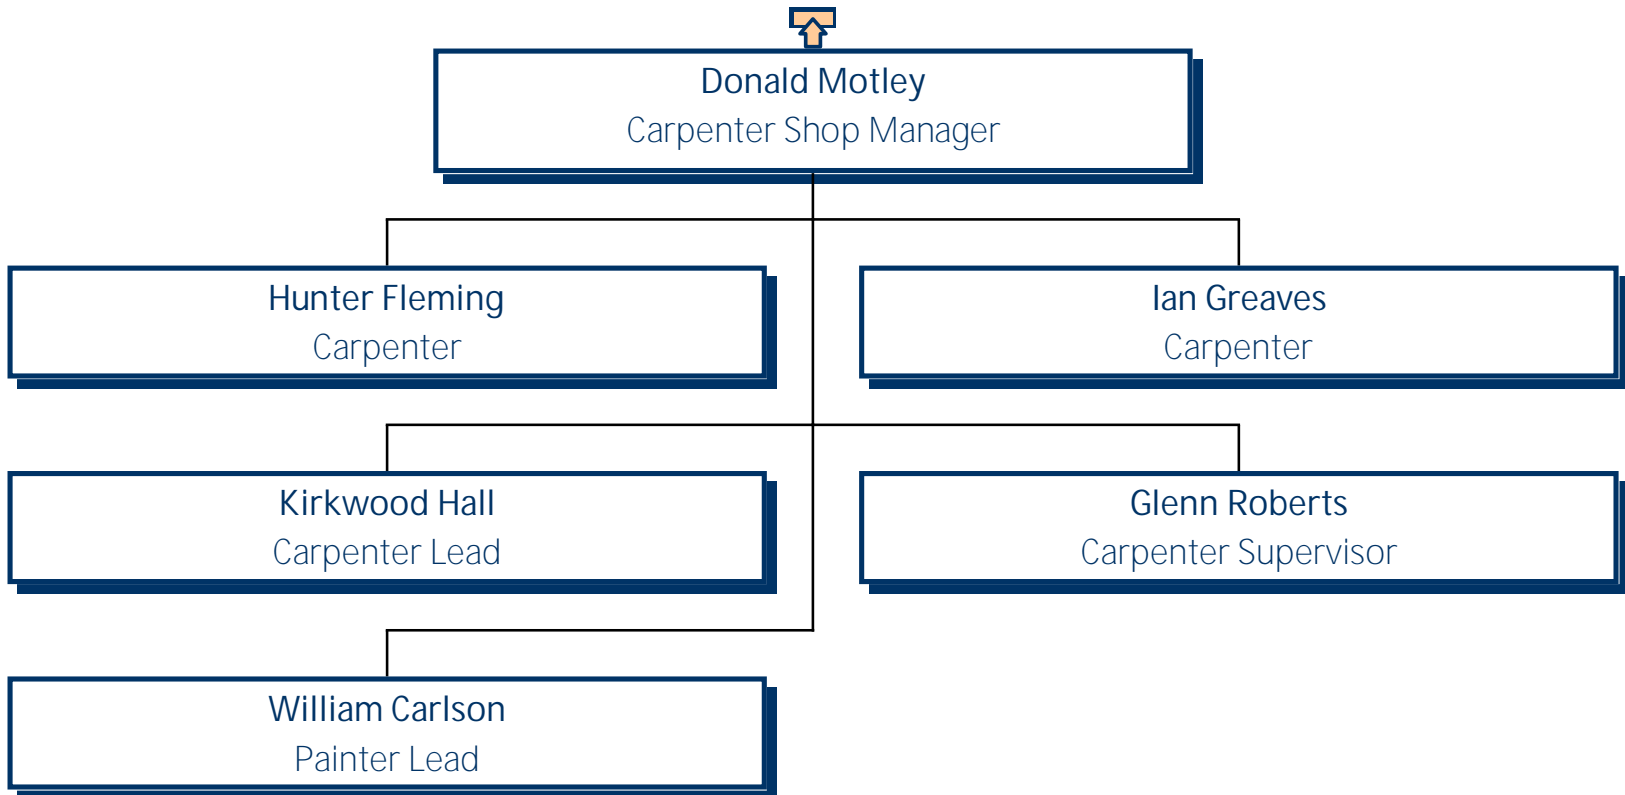 Donald Motley
Carpenter Shop Manager
Hunter Fleming
Carpenter
Ian Greaves
Carpenter
Kirkwood Hall
Carpenter Lead
Glenn Roberts
Carpenter Supervisor
William Carlson
Painter Lead